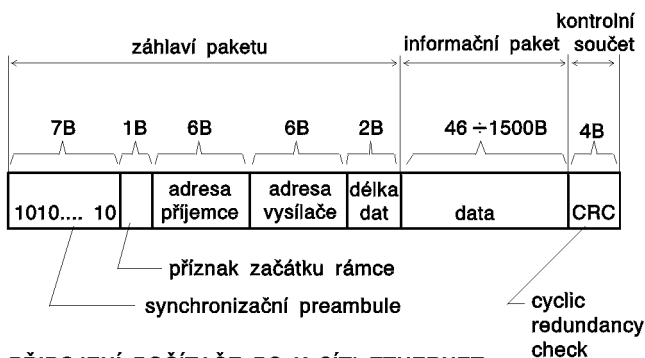 kontrolní
součet
záhlaví paketu
informační paket
7B 1B 6B 6B 2B 46÷1500B 4B
1010.... 10
adresa
příjemce
adresa
vysílače
délka
dat
data
CRC
příznak začátku rámce
synchronizační preambule
cyclic
redundancy
check